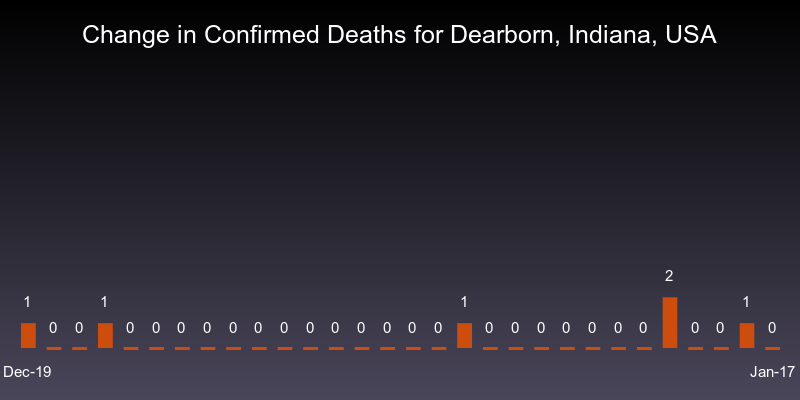 Change in Confirmed Deaths for Dearborn, Indiana, USA
2
1 1 1 1
0 0 0 0 0 0 0 0 0 0 0 0 0 0 0 0 0 0 0 0 0 0 0 0 0
Dec-19 Jan-17